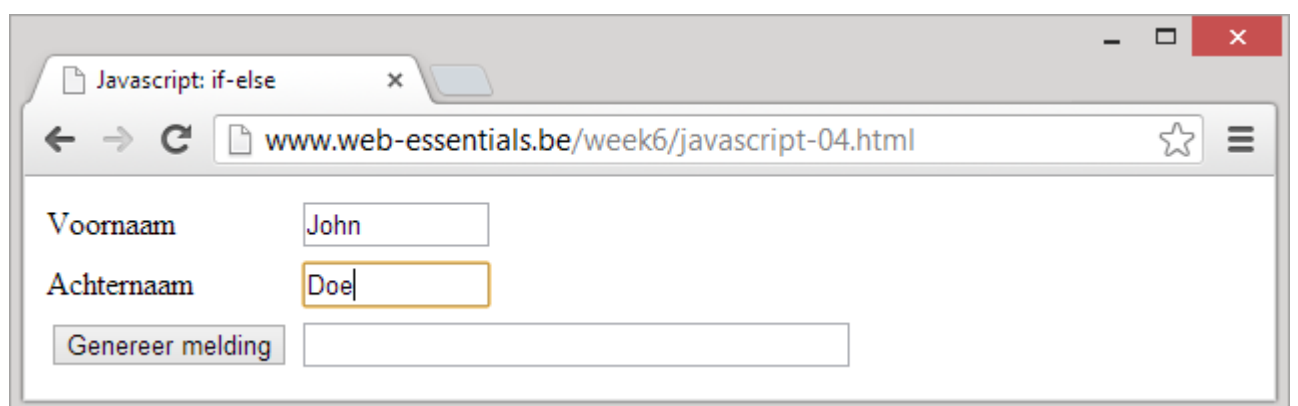 Javascript: if-else
www.web-essentials.be/week6/javascript-04.html
Voornaam John
Achternaam Doe
Genereer melding